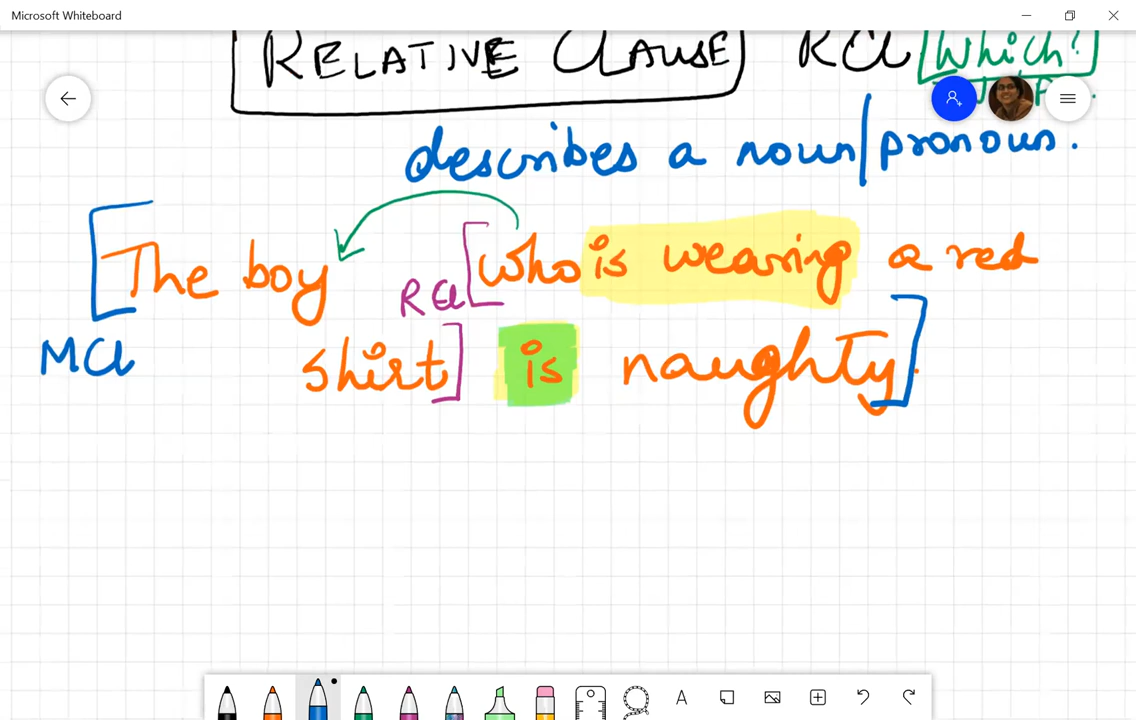 Microsoft Whiteboard
RELATIVE CLAUSE RCl Which?
describes a noun/pronoun.
The boy RCl [who is wearing a red
MCl shirt] is naughty].
A